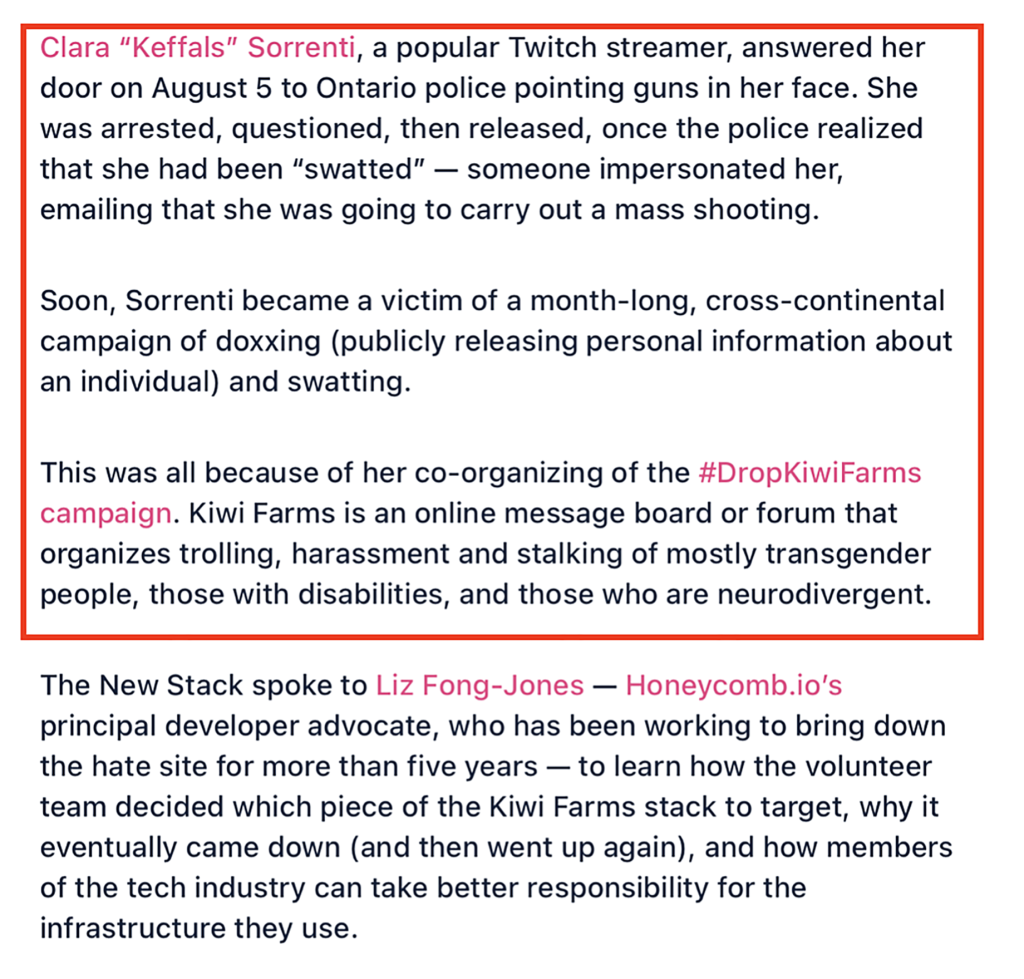 Clara “Keffals” Sorrenti, a popular Twitch streamer, answered her
door on August 5 to Ontario police pointing guns in her face. She
was arrested, questioned, then released, once the police realized
that she had been “swatted” — someone impersonated her,
emailing that she was going to carry out a mass shooting.
Soon, Sorrenti became a victim of a month-long, cross-continental
campaign of doxxing (publicly releasing personal information about
an individual) and swatting.
This was all because of her co-organizing of the #DropKiwiFarms
campaign. Kiwi Farms is an online message board or forum that
organizes trolling, harassment and stalking of mostly transgender
people, those with disabilities, and those who are neurodivergent.
The New Stack spoke to Liz Fong-Jones — Honeycomb.io’s
principal developer advocate, who has been working to bring down
the hate site for more than five years — to learn how the volunteer
team decided which piece of the Kiwi Farms stack to target, why it
eventually came down (and then went up again), and how members
of the tech industry can take better responsibility for the
infrastructure they use.